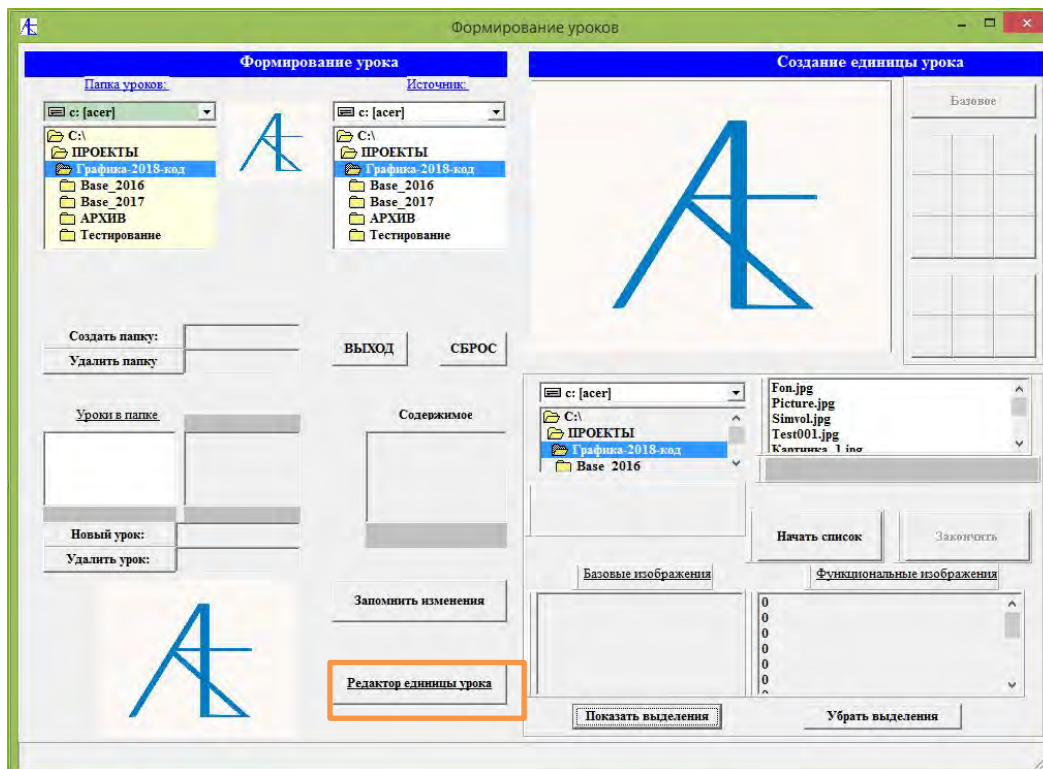 Формирование уроков
Формирование урока
Папка уроков:
Источник:
c: [acer]
C:\
ПРОЕКТЫ
Графика-2018-код
Base_2016
Base_2017
АРХИВ
Тестирование
c: [acer]
C:\
ПРОЕКТЫ
Графика-2018-код
Base_2016
Base_2017
АРХИВ
Тестирование
Создать папку:
Удалить папку
ВЫХОД
СБРОС
Уроки в папке
Содержимое
Новый урок:
Удалить урок:
Запомнить изменения
Редактор единицы урока
Создание единицы урока
Базовое
c: [acer]
C:\
ПРОЕКТЫ
Графика-2018-код
Base_2016
Fon.jpg
Picture.jpg
Simvol.jpg
Test001.jpg
Картинка_1.jpg
Начать список
Закончить
Базовые изображения
Функциональные изображения
0
0
0
0
0
0
Показать выделения
Убрать выделения